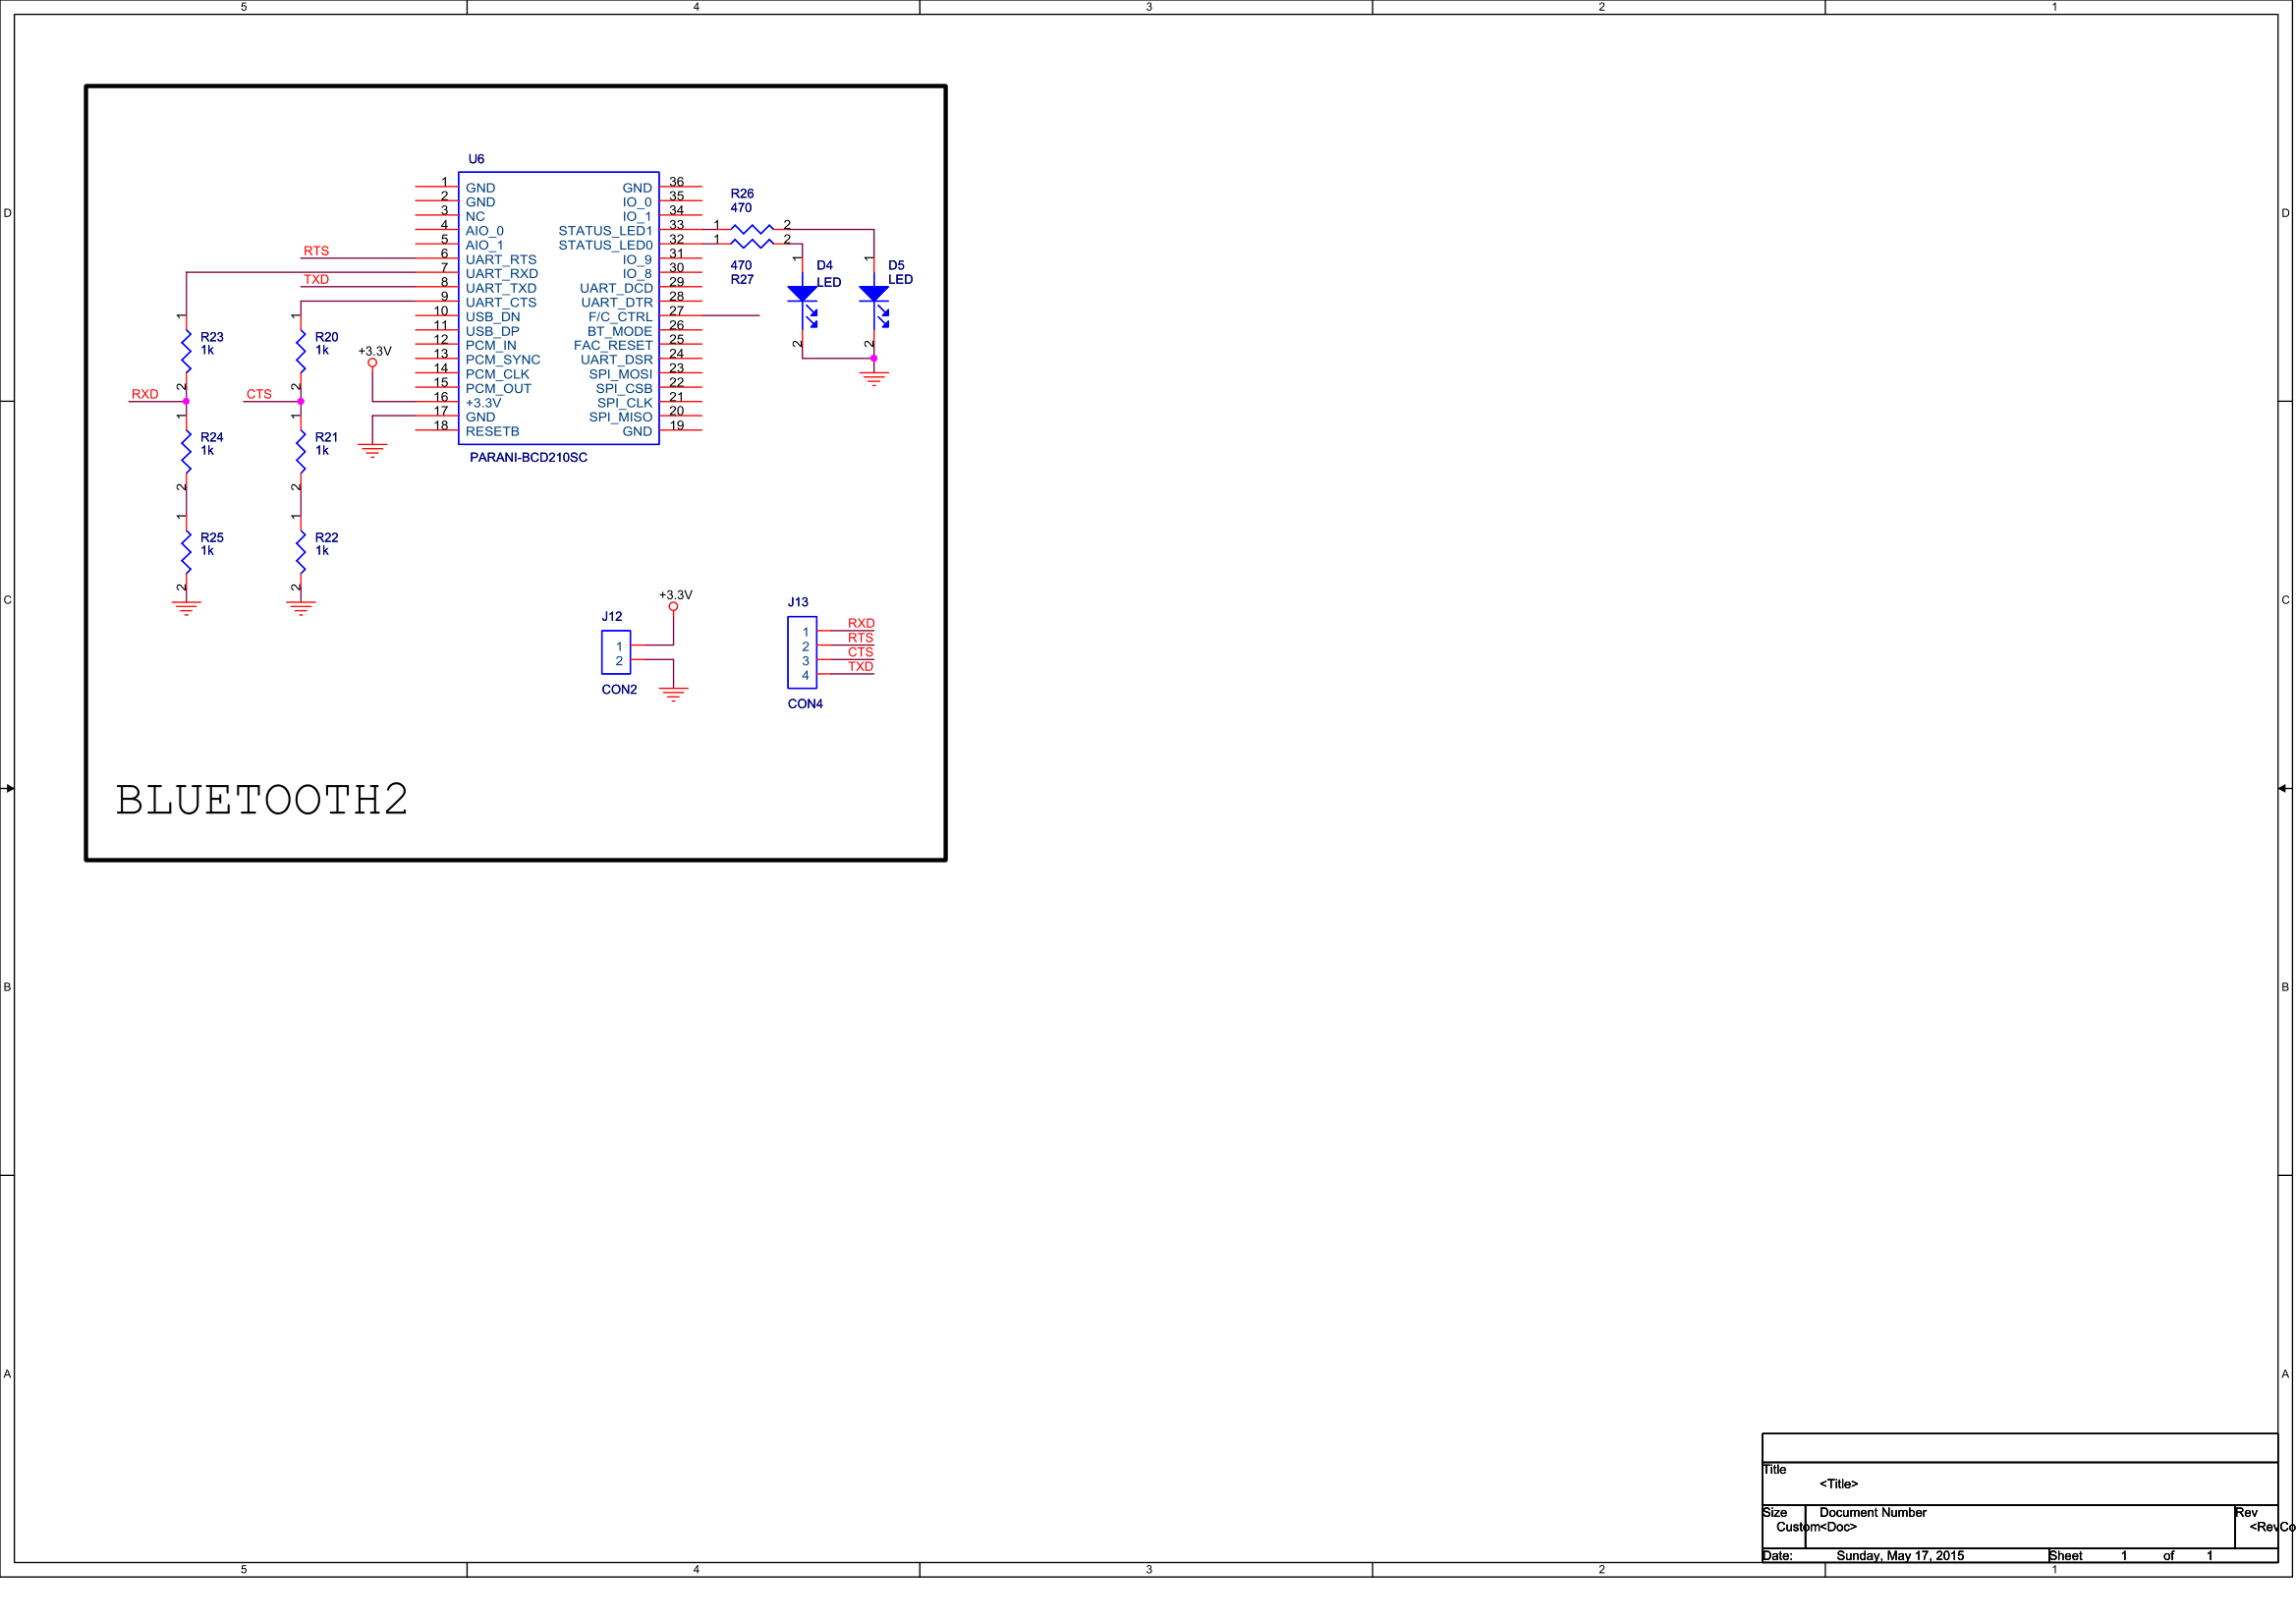 5 4 3 2 1
D D
C C
B B
A A
U6
1 GND
2 GND
3 NC
4 AIO_0
5 AIO_1
6 UART_RTS
7 UART_RXD
8 UART_TXD
9 UART_CTS
10 USB_DN
11 USB_DP
12 PCM_IN
13 PCM_SYNC
14 PCM_CLK
15 PCM_OUT
16 +3.3V
17 GND
18 RESETB
GND 36
IO_0 35
IO_1 34
STATUS_LED1 33
STATUS_LED0 32
IO_9 31
IO_8 30
UART_DCD 29
UART_DTR 28
F/C_CTRL 27
BT_MODE 26
FAC_RESET 25
UART_DSR 24
SPI_MOSI 23
SPI_CSB 22
SPI_CLK 21
SPI_MISO 20
GND 19
PARANI-BCD210SC
RTS
TXD
RXD
CTS
+3.3V
1
R23
1k
2
1
R24
1k
2
1
R25
1k
2
1
R20
1k
2
1
R21
1k
2
1
R22
1k
2
R26
470
1 2
1 2
470
R27
1
D4
LED
2
1
D5
LED
2
+3.3V
J12
1
2
CON2
J13
1 RXD
2 RTS
3 CTS
4 TXD
CON4
BLUETOOTH2
Title
<Title>
Size Document Number Rev
Custom <Doc> <RevCo
Date: Sunday, May 17, 2015 Sheet 1 of 1
5 4 3 2 1